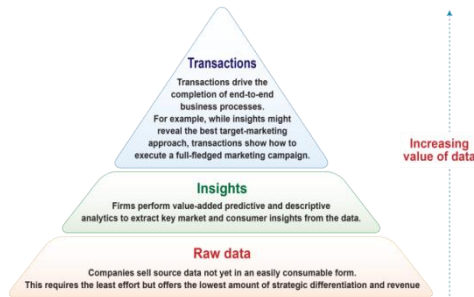 Transactions
Transactions drive the
completion of end-to-end
business processes.
For example, while insights might
reveal the best target-marketing
approach, transactions show how to
execute a full-fledged marketing campaign.
Increasing
value of data
Insights
Firms perform value-added predictive and descriptive
analytics to extract key market and consumer insights from the data.
Raw data
Companies sell source data not yet in an easily consumable form.
This requires the least effort but offers the lowest amount of strategic differentiation and revenue